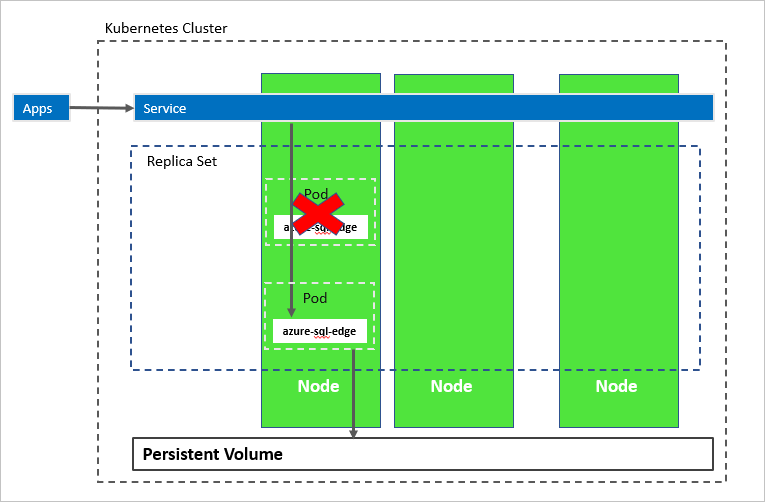 Kubernetes Cluster
Apps
Service
Replica Set
Pod
azure-sql-edge
Pod
azure-sql-edge
Node
Node
Node
Persistent Volume